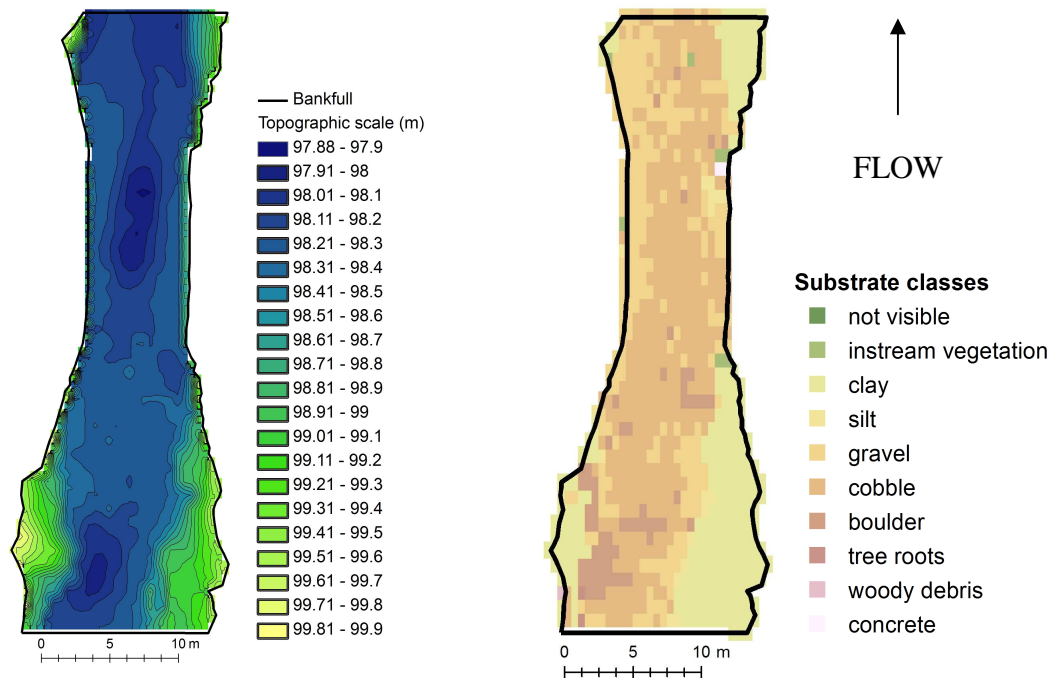 Bankfull
Topographic scale (m)
97.88 - 97.9
97.91 - 98
98.01 - 98.1
98.11 - 98.2
98.21 - 98.3
98.31 - 98.4
98.41 - 98.5
98.51 - 98.6
98.61 - 98.7
98.71 - 98.8
98.81 - 98.9
98.91 - 99
99.01 - 99.1
99.11 - 99.2
99.21 - 99.3
99.31 - 99.4
99.41 - 99.5
99.51 - 99.6
99.61 - 99.7
99.71 - 99.8
99.81 - 99.9
0 5 10 m
FLOW
Substrate classes
not visible
instream vegetation
clay
silt
gravel
cobble
boulder
tree roots
woody debris
concrete
0 5 10 m